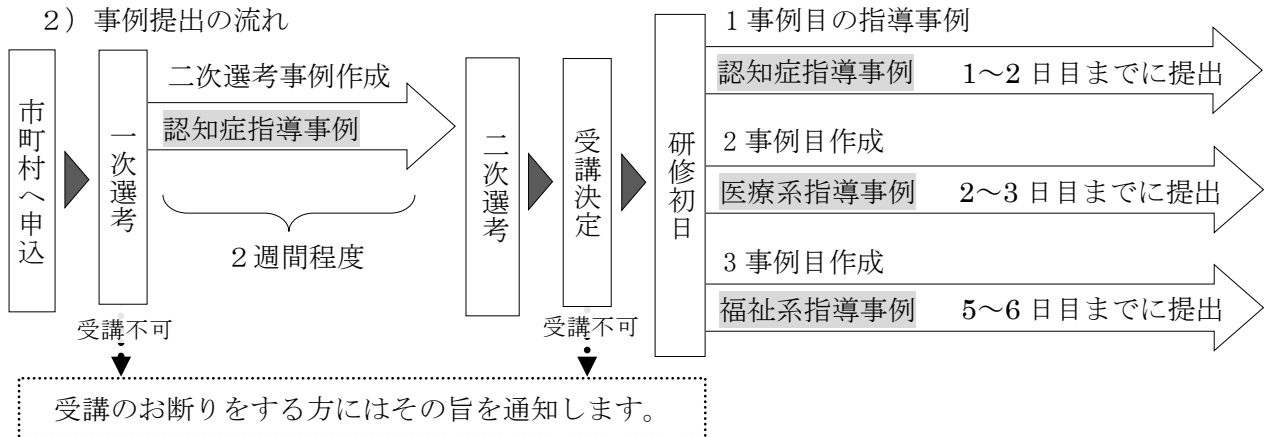 2）事例提出の流れ
市町村へ申込
一次選考
二次選考事例作成
認知症指導事例
２週間程度
二次選考
受講決定
研修初日
1 事例目の指導事例
認知症指導事例　1～2 日目までに提出
2 事例目作成
医療系指導事例　2～3 日目までに提出
3 事例目作成
福祉系指導事例　5～6 日目までに提出
受講不可
受講不可
受講のお断りをする方にはその旨を通知します。